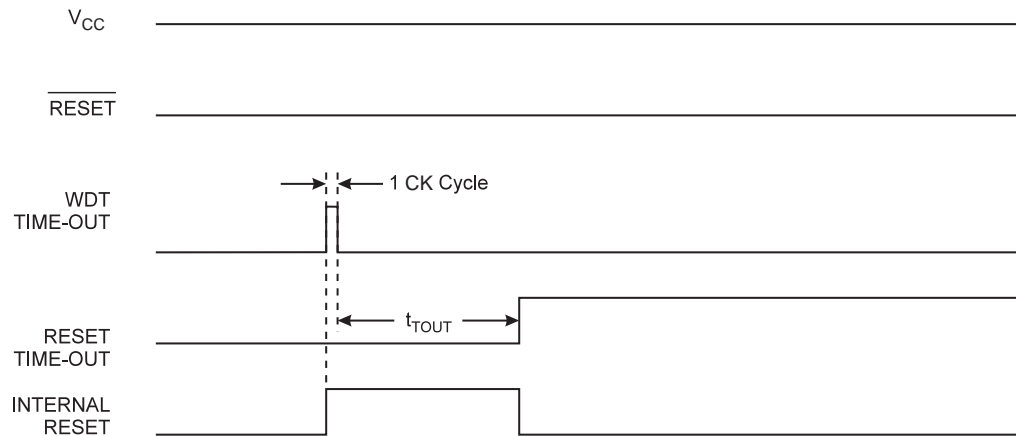 VCC
RESET
1 CK Cycle
WDT
TIME-OUT
RESET
TIME-OUT
tTOUT
INTERNAL
RESET